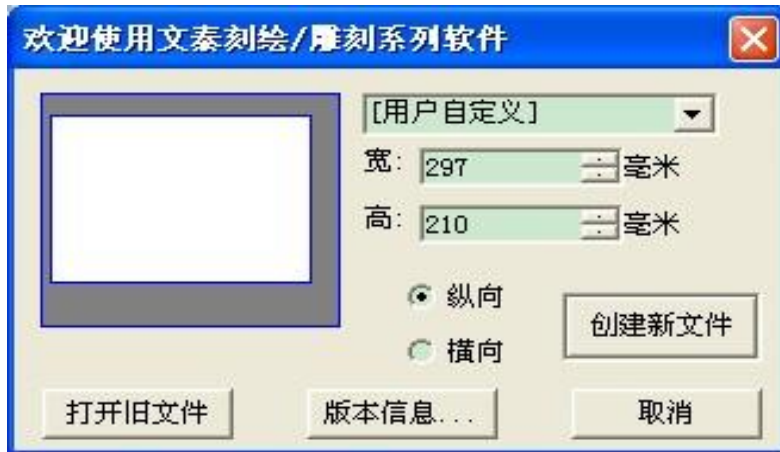 欢迎使用文泰刻绘/雕刻系列软件
[用户自定义]
宽: 297 毫米
高: 210 毫米
纵向
横向
创建新文件
打开旧文件 版本信息... 取消